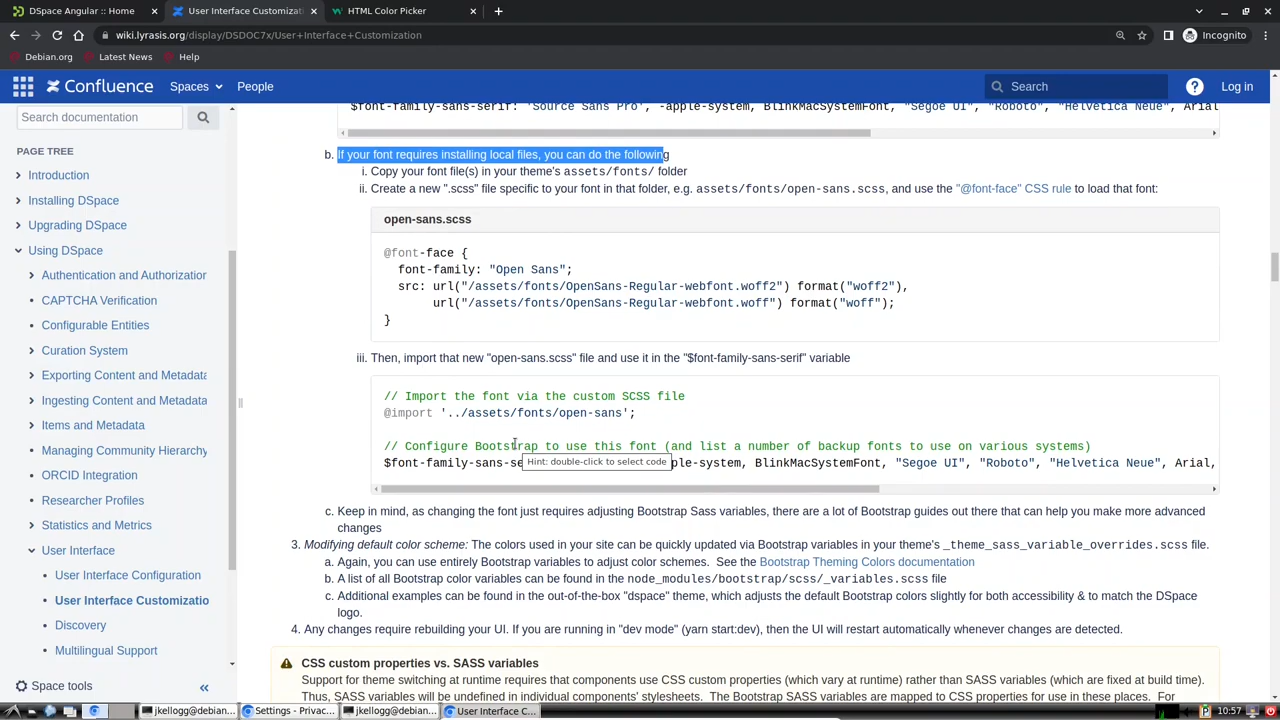 DSpace Angular :: Home
User Interface Customizati
HTML Color Picker
wiki.lyrasis.org/display/DSDOC7x/User+Interface+Customization
Incognito
Debian.org
Latest News
Help
Confluence
Spaces
People
Search
Log in
Search documentation
PAGE TREE
Introduction
Installing DSpace
Upgrading DSpace
Using DSpace
Authentication and Authorization
CAPTCHA Verification
Configurable Entities
Curation System
Exporting Content and Metadata
Ingesting Content and Metadata
Items and Metadata
Managing Community Hierarchy
ORCID Integration
Researcher Profiles
Statistics and Metrics
User Interface
User Interface Configuration
User Interface Customizatio
Discovery
Multilingual Support
Space tools
$font-family-sans-serif: 'Source Sans Pro', -apple-system, BlinkMacSystemFont, "Segoe UI", "Roboto", "Helvetica Neue", Arial
b. If your font requires installing local files, you can do the following
i. Copy your font file(s) in your theme's assets/fonts/ folder
ii. Create a new ".scss" file specific to your font in that folder, e.g. assets/fonts/open-sans.scss, and use the "@font-face" CSS rule to load that font:
open-sans.scss
@font-face {
font-family: "Open Sans";
src: url("/assets/fonts/OpenSans-Regular-webfont.woff2") format("woff2"),
url("/assets/fonts/OpenSans-Regular-webfont.woff") format("woff");
}
iii. Then, import that new "open-sans.scss" file and use it in the "$font-family-sans-serif" variable
// Import the font via the custom SCSS file
@import '../assets/fonts/open-sans';
// Configure Bootstrap to use this font (and list a number of backup fonts to use on various systems)
$font-family-sans-se
Hint: double-click to select code
ple-system, BlinkMacSystemFont, "Segoe UI", "Roboto", "Helvetica Neue", Arial,
c. Keep in mind, as changing the font just requires adjusting Bootstrap Sass variables, there are a lot of Bootstrap guides out there that can help you make more advanced
changes
3. Modifying default color scheme: The colors used in your site can be quickly updated via Bootstrap variables in your theme's _theme_sass_variable_overrides.scss file.
a. Again, you can use entirely Bootstrap variables to adjust color schemes. See the Bootstrap Theming Colors documentation
b. A list of all Bootstrap color variables can be found in the node_modules/bootstrap/scss/_variables.scss file
c. Additional examples can be found in the out-of-the-box "dspace" theme, which adjusts the default Bootstrap colors slightly for both accessibility & to match the DSpace
logo.
4. Any changes require rebuilding your UI. If you are running in "dev mode" (yarn start:dev), then the UI will restart automatically whenever changes are detected.
CSS custom properties vs. SASS variables
Support for theme switching at runtime requires that components use CSS custom properties (which vary at runtime) rather than SASS variables (which are fixed at build time).
Thus, SASS variables will be undefined in individual components' stylesheets. The Bootstrap SASS variables are mapped to CSS properties for use in these places. For
jkellogg@debian...
Settings - Privac...
jkellogg@debian...
User Interface C...
10:57